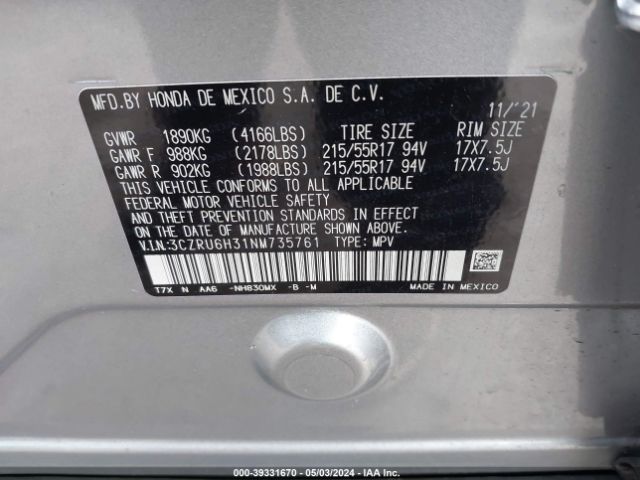 MFD.BY HONDA DE MEXICO S.A. DE C.V. 11/'21
GVWR 1890KG (4166LBS) TIRE SIZE RIM SIZE
GAWR F 988KG (2178LBS) 215/55R17 94V 17X7.5J
GAWR R 902KG (1988LBS) 215/55R17 94V 17X7.5J
THIS VEHICLE CONFORMS TO ALL APPLICABLE
FEDERAL MOTOR VEHICLE SAFETY
AND THEFT PREVENTION STANDARDS IN EFFECT
ON THE DATE OF MANUFACTURE SHOWN ABOVE.
V.I.N:3CZRU6H31NM735761 TYPE: MPV
T7X N AA6 -NH830MX -B -M MADE IN MEXICO
000-39331670 - 05/03/2024 - IAA Inc.